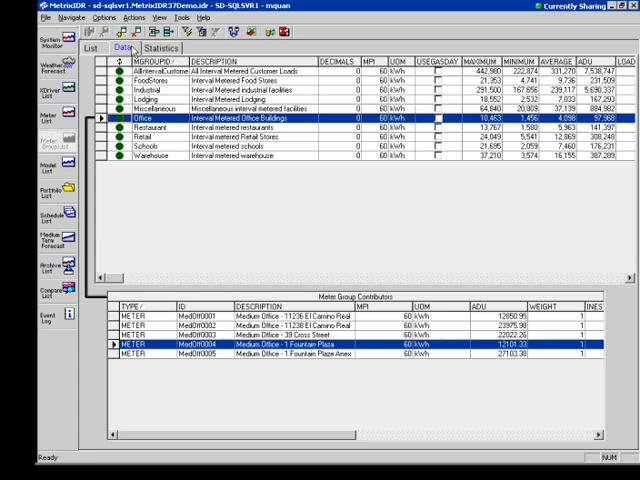 MetrixIDR - sd-sqlsvr1.MetrixIDR37Demo.idr - SD-SQLSVR1 - mquan
Currently Sharing
File Navigate Options Actions View Tools Help
System Monitor
Weather Forecast
XDriver List
Meter List
Meter Group List
Model List
Portfolio List
Schedule List
Medium Term Forecast
Archive List
Compare List
Event Log
List Data Statistics
MGROUPID DESCRIPTION DECIMALS MPI UOM USEGASDAY MAXIMUM MINIMUM AVERAGE ADU LOAD
AllIntervalCustome All Interval Metered Customer Loads 0 60 kWh 442,980 222,874 331,270 7,538,747
FoodStores Interval Metered Food Stores 0 60 kWh 21,353 4,741 9,736 231,509
Industrial Interval Metered industrial facilities 0 60 kWh 291,500 167,656 239,117 5,690,337
Lodging Interval Metered Lodging 0 60 kWh 18,552 2,532 7,033 167,293
Miscellaneous Interval metered miscellaneous facilities 0 60 kWh 64,840 20,809 37,139 884,982
Office Interval Metered Office Buildings 0 60 kWh 10,463 1,456 4,098 97,968
Restaurant Interval metered restaurants 0 60 kWh 13,767 1,580 5,963 141,397
Retail Interval metered Retail Stores 0 60 kWh 24,049 5,541 12,869 308,248
Schools Interval metered schools 0 60 kWh 21,695 2,059 7,460 176,231
Warehouse Interval metered warehouse 0 60 kWh 37,210 3,574 16,155 387,289
Meter Group Contributors
TYPE ID DESCRIPTION MPI UOM ADU WEIGHT INES
METER MedOff0001 Medium Office - 11236 El Camino Real 60 kWh 12850.95 1
METER MedOff0002 Medium Office - 11238 El Camino Real 60 kWh 23975.98 1
METER MedOff0003 Medium Office - 39 Cross Street 60 kWh 22022.26 1
METER MedOff0004 Medium Office - 1 Fountain Plaza 60 kWh 12101.33 1
METER MedOff0005 Medium Office - 1 Fountain Plaza Anex 60 kWh 27103.38 1
Ready
NUM